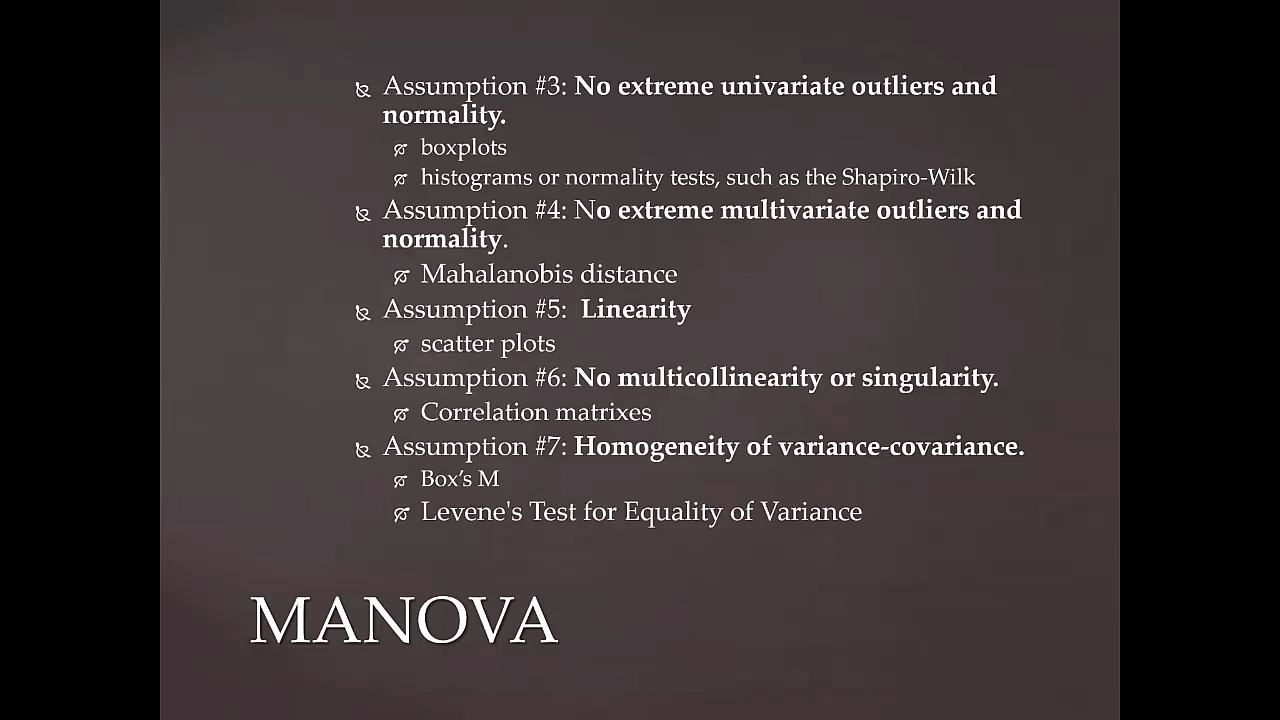 Assumption #3: No extreme univariate outliers and
normality.
boxplots
histograms or normality tests, such as the Shapiro-Wilk
Assumption #4: No extreme multivariate outliers and
normality.
Mahalanobis distance
Assumption #5:  Linearity
scatter plots
Assumption #6: No multicollinearity or singularity.
Correlation matrixes
Assumption #7: Homogeneity of variance-covariance.
Box’s M
Levene's Test for Equality of Variance
MANOVA